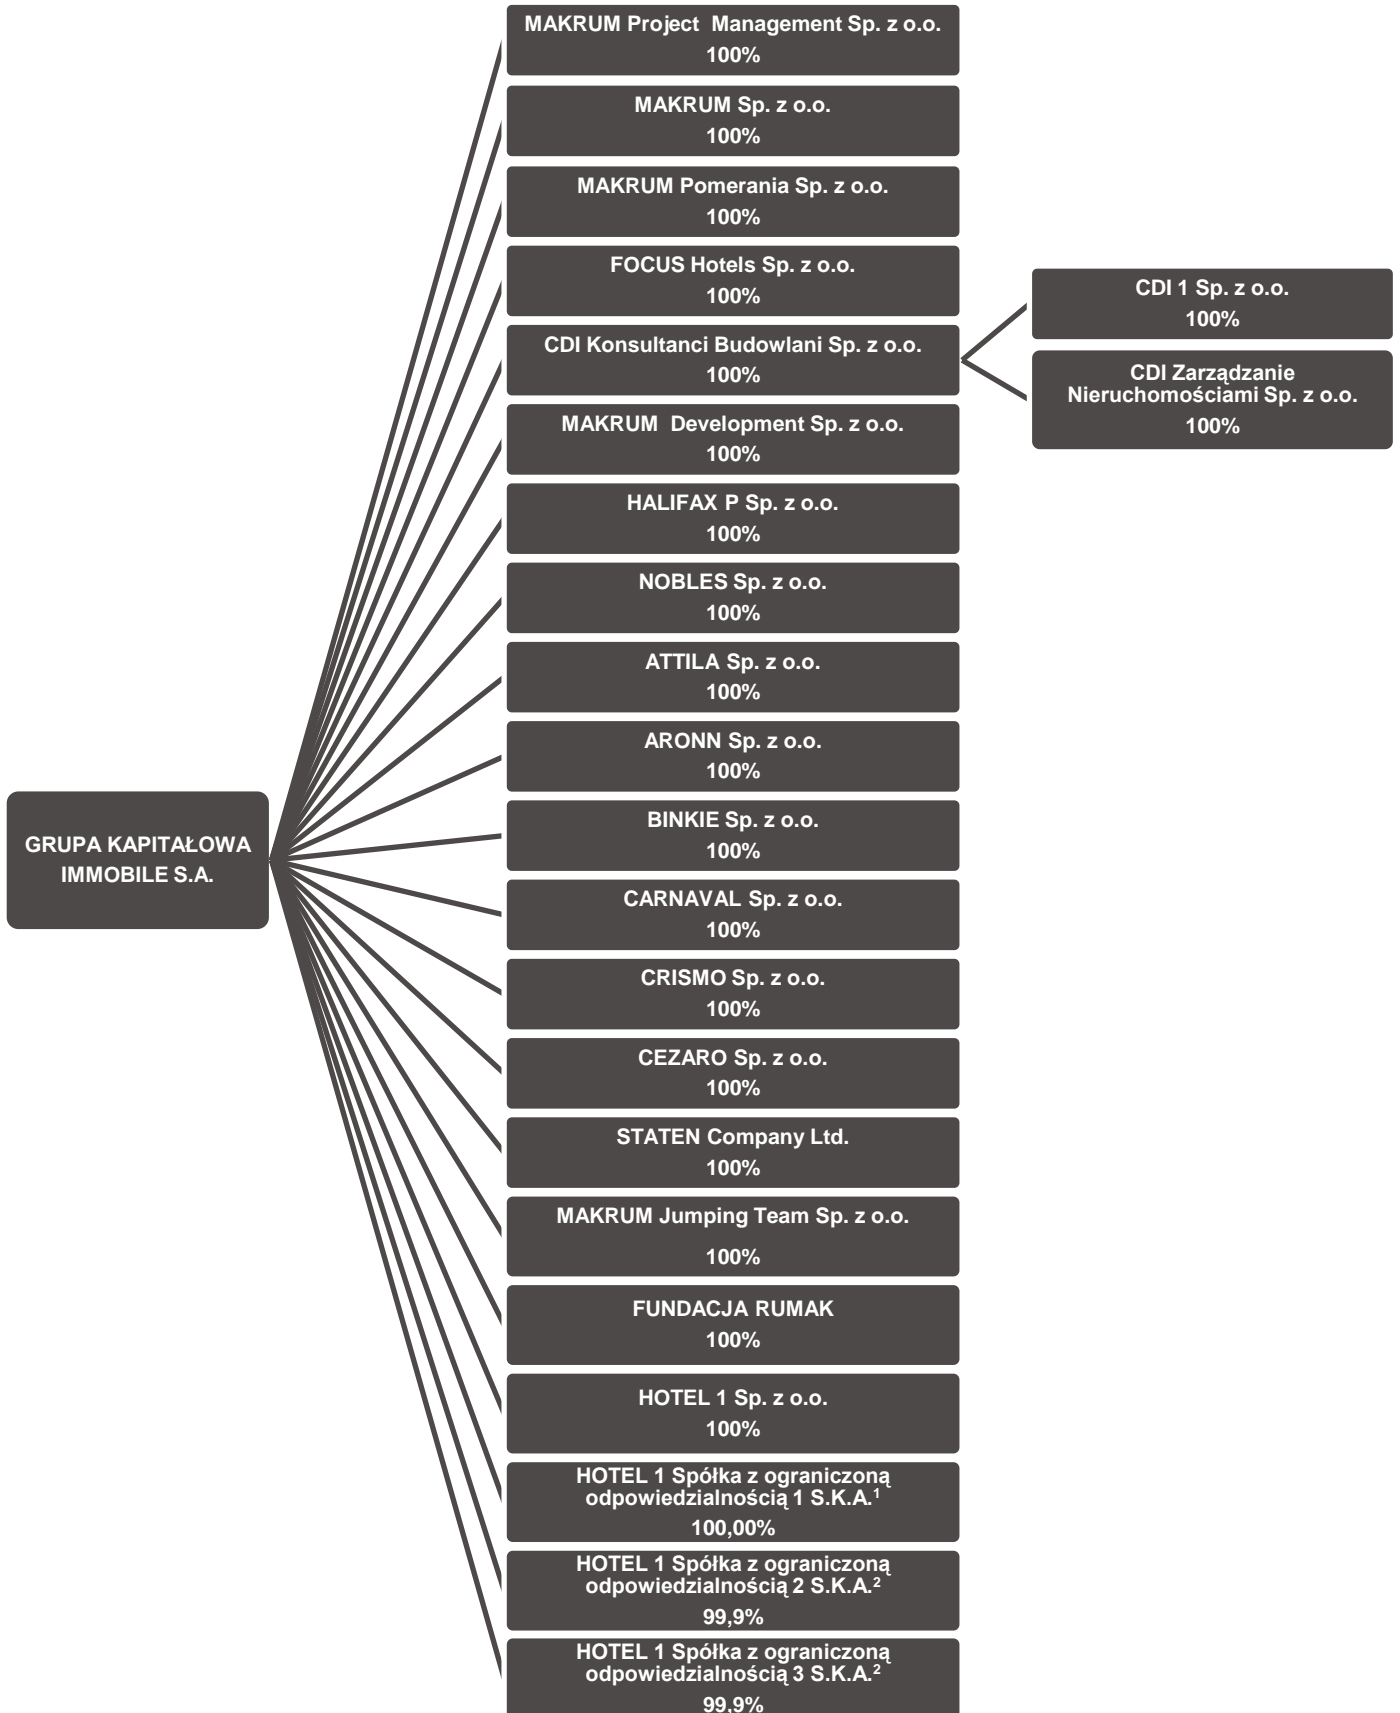 GRUPA KAPITAŁOWA
IMMOBILE S.A.
MAKRUM Project Management Sp. z o.o.
100%
MAKRUM Sp. z o.o.
100%
MAKRUM Pomerania Sp. z o.o.
100%
FOCUS Hotels Sp. z o.o.
100%
CDI Konsultanci Budowlani Sp. z o.o.
100%
CDI 1 Sp. z o.o.
100%
CDI Zarządzanie
Nieruchomościami Sp. z o.o.
100%
MAKRUM Development Sp. z o.o.
100%
HALIFAX P Sp. z o.o.
100%
NOBLES Sp. z o.o.
100%
ATTILA Sp. z o.o.
100%
ARONN Sp. z o.o.
100%
BINKIE Sp. z o.o.
100%
CARNAVAL Sp. z o.o.
100%
CRISMO Sp. z o.o.
100%
CEZARO Sp. z o.o.
100%
STATEN Company Ltd.
100%
MAKRUM Jumping Team Sp. z o.o.
100%
FUNDACJA RUMAK
100%
HOTEL 1 Sp. z o.o.
100%
HOTEL 1 Spółka z ograniczoną
odpowiedzialnością 1 S.K.A.¹
100,00%
HOTEL 1 Spółka z ograniczoną
odpowiedzialnością 2 S.K.A.²
99,9%
HOTEL 1 Spółka z ograniczoną
odpowiedzialnością 3 S.K.A.²
99,9%